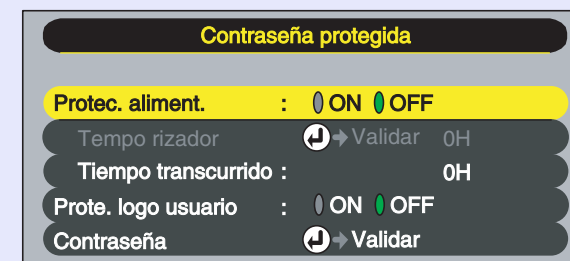 Contraseña protegida
Protec. aliment. : ON OFF
Tempo rizador Validar 0H
Tiempo transcurrido : 0H
Prote. logo usuario : ON OFF
Contraseña Validar